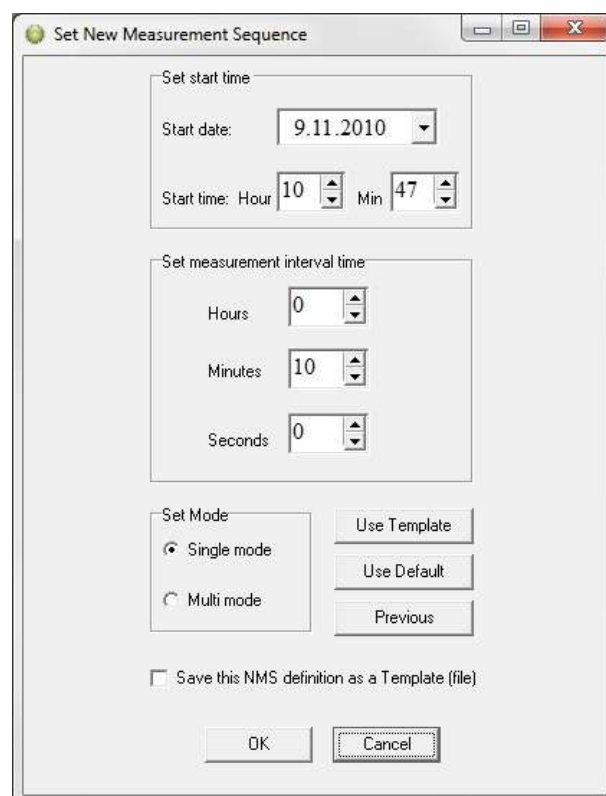 Set New Measurement Sequence
Set start time
Start date: 9.11.2010
Start time: Hour 10 Min 47
Set measurement interval time
Hours 0
Minutes 10
Seconds 0
Set Mode
Single mode
Multi mode
Use Template
Use Default
Previous
Save this NMS definition as a Template (file)
OK Cancel